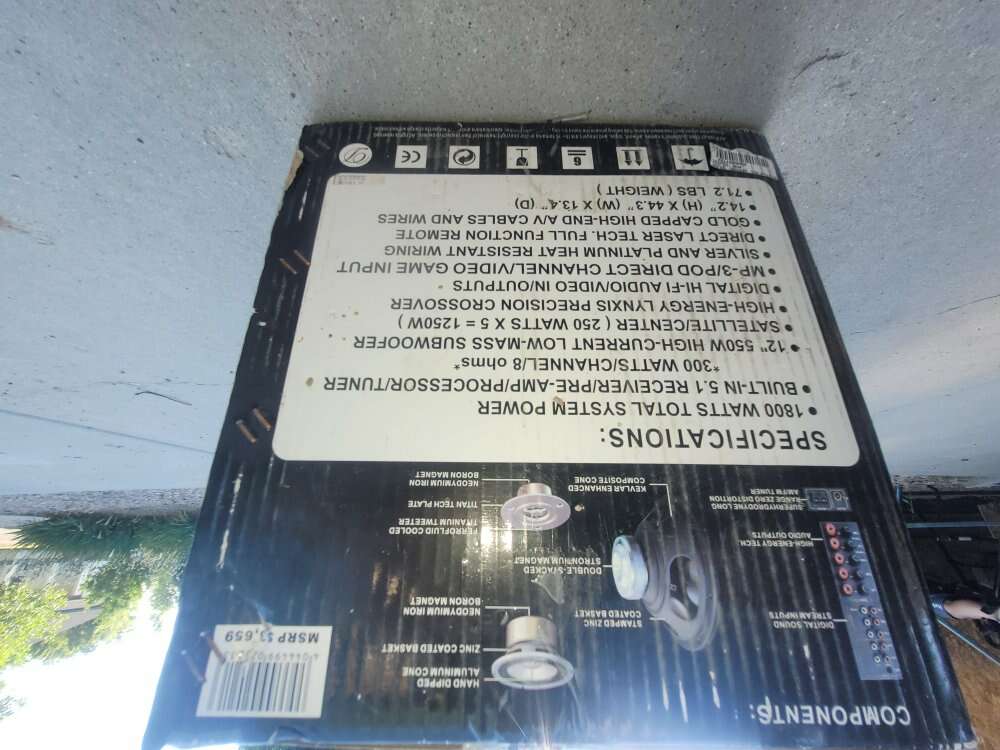 COMPONENTS:
DIGITAL SOUND
STREAM INPUTS
HIGH-ENERGY TECH.
AUDIO OUTPUTS
SUPERHYDRODYNE LONG
RANGE ZERO DISTORTION
AM/FM TUNER
STAMPED ZINC
COATED BASKET
DOUBLE-STACKED
STRONTIUM MAGNET
KEVLAR ENHANCED
COMPOSITE CONE
HAND DIPPED
ALUMINUM CONE
ZINC COATED BASKET
NEODYMIUM IRON
BORON MAGNET
FERROFLUID COOLED
TITANIUM TWEETER
TITAN TECH PLATE
NEODYMIUM IRON
BORON MAGNET
MSRP $3,659
SPECIFICATIONS:
• 1800 WATTS TOTAL SYSTEM POWER
• BUILT-IN 5.1 RECEIVER/PRE-AMP/PROCESSOR/TUNER
*300 WATTS/CHANNEL/8 ohms*
• 12" 550W HIGH-CURRENT LOW-MASS SUBWOOFER
• SATELLITE/CENTER ( 250 WATTS X 5 = 1250W )
• HIGH-ENERGY LYNXIS PRECISION CROSSOVER
• DIGITAL HI-FI AUDIO/VIDEO IN/OUTPUTS
• MP-3/POD DIRECT CHANNEL/VIDEO GAME INPUT
• SILVER AND PLATINUM HEAT RESISTANT WIRING
• DIRECT LASER TECH. FULL FUNCTION REMOTE
• GOLD CAPPED HIGH-END A/V CABLES AND WIRES
• 14.2" (H) X 44.3" (W) X 13.4" (D)
• 71.2 LBS ( WEIGHT )
6
CE